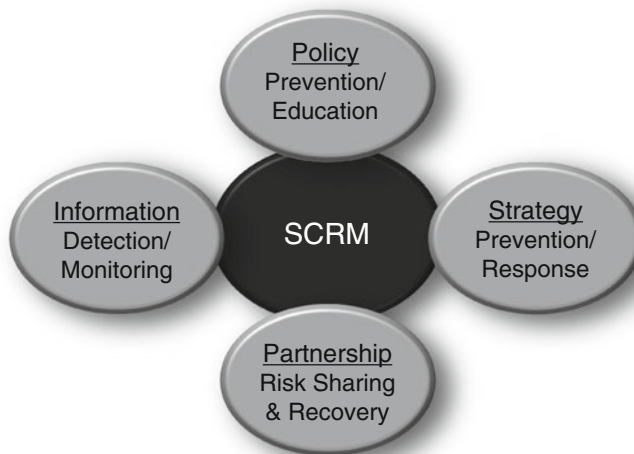 Policy
Prevention/
Education
Information
Detection/
Monitoring
SCRM
Strategy
Prevention/
Response
Partnership
Risk Sharing
& Recovery